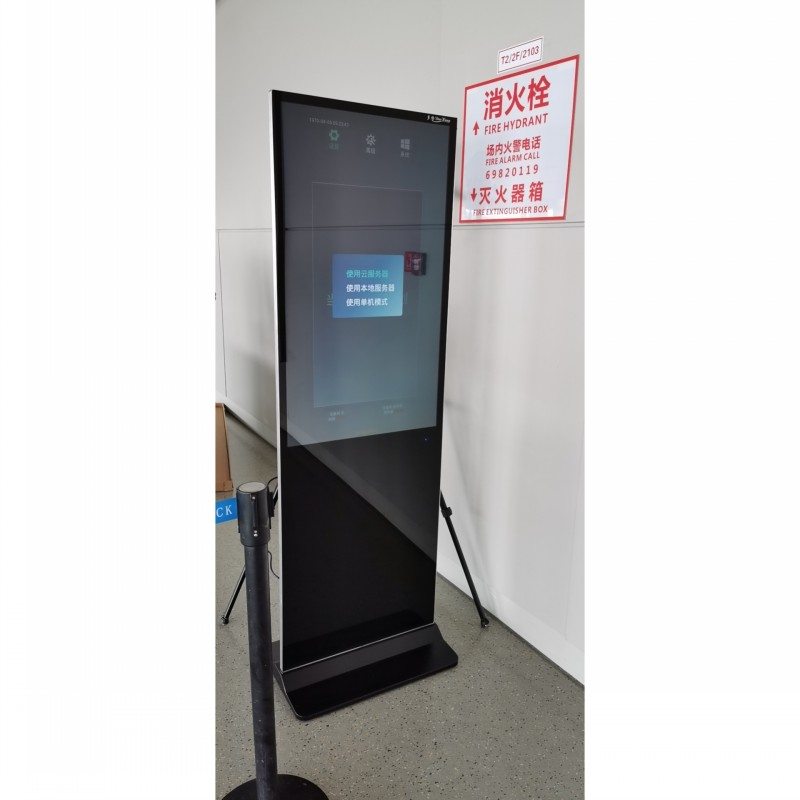 T2/2F/2103
消火栓
FIRE HYDRANT
场内火警电话
FIRE ALARM CALL
69820119
灭火器箱
FIRE EXTINGUISHER BOX
使用云服务器
使用本地服务器
使用单机模式
CK